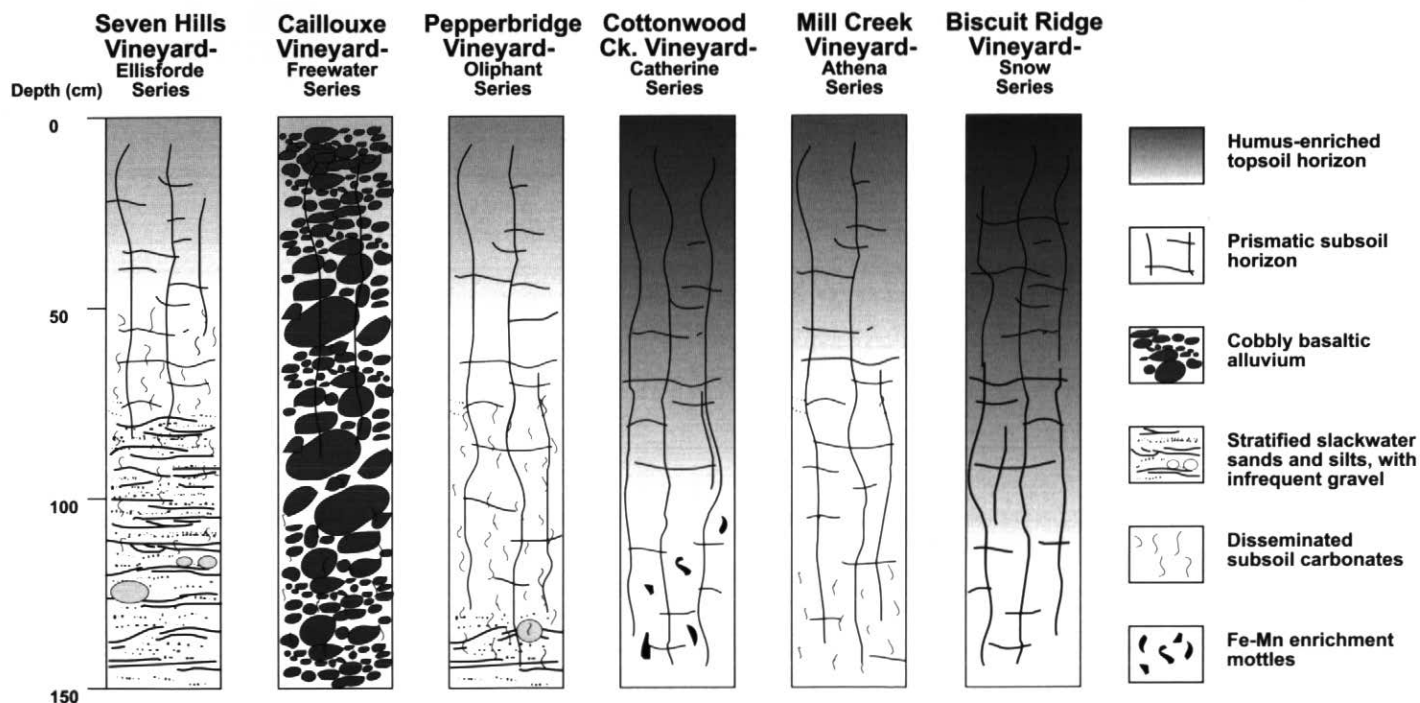 Seven Hills
Vineyard-
Ellisforde
Series
Caillouxe
Vineyard-
Freewater
Series
Pepperbridge
Vineyard-
Oliphant
Series
Cottonwood
Ck. Vineyard-
Catherine
Series
Mill Creek
Vineyard-
Athena
Series
Biscuit Ridge
Vineyard-
Snow
Series
Depth (cm)
0
50
100
150
Humus-enriched
topsoil horizon
Prismatic subsoil
horizon
Cobbly basaltic
alluvium
Stratified slackwater
sands and silts, with
infrequent gravel
Disseminated
subsoil carbonates
Fe-Mn enrichment
mottles